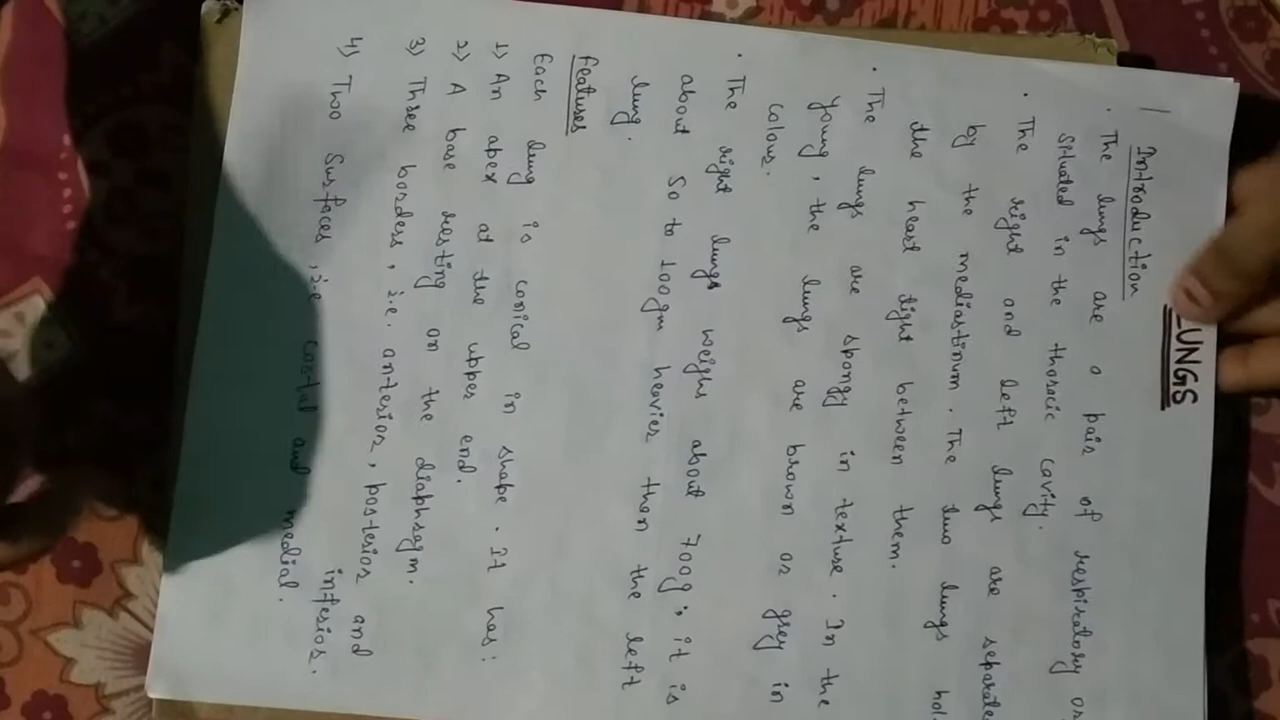 LUNGS
Introduction
• The lungs are a pair of respiratory or
situated in the thoracic cavity.
• The right and left lungs are separate
by the mediastinum. The two lungs hol
the heart tight between them.
• The lungs are spongy in texture. In the
young, the lungs are brown or grey in
colour.
• The right lungs weighs about 700g; it is
about 50 to 100gm heavier then the left
lung.
Features
Each lung is conical in shape. It has:
1) An apex at the upper end.
2) A base resting on the diaphragm.
3) Three borders, i.e. anterior, posterior and
inferior.
4) Two Surfaces, i.e costal and medial.